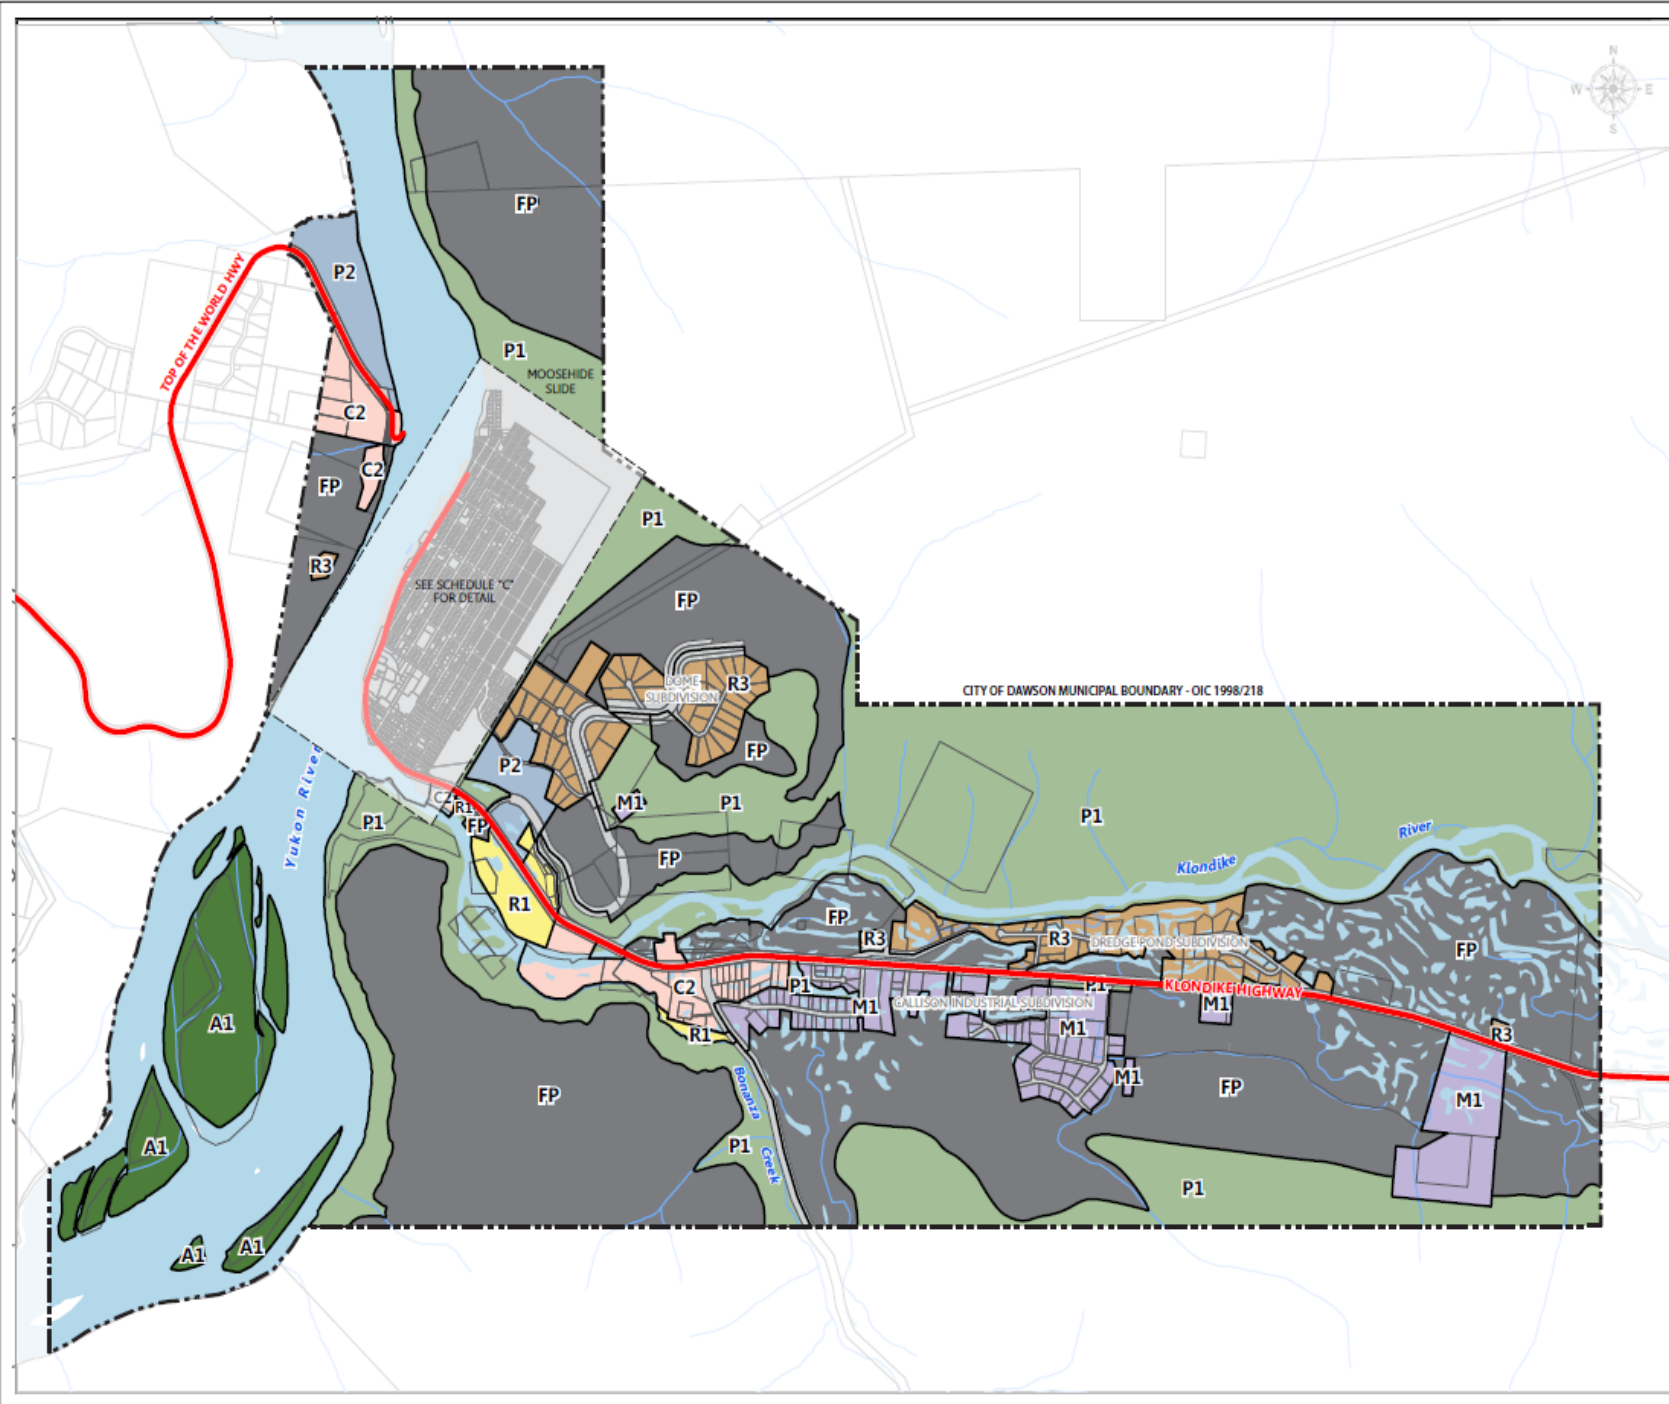 N
W
E
S
FP
P2
TOP OF THE WORLD HWY
P1
MOOSEHIDE
SLIDE
C2
C2
FP
P1
R3
SEE SCHEDULE "C"
FOR DETAIL
FP
DOME
SUBDIVISION
R3
CITY OF DAWSON MUNICIPAL BOUNDARY - OIC 1998/218
FP
P2
Yukon River
C2
R1
M1
P1
P1
P1
FP
River
Klondike
FP
R1
FP
R3
R3
DREDGE POND SUBDIVISION
FP
C2
P1
P1
KLONDIKE HIGHWAY
M1
CALLISON INDUSTRIAL SUBDIVISION
M1
A1
M1
R1
R3
M1
FP
FP
M1
Bonanza
Creek
A1
P1
P1
A1
A1